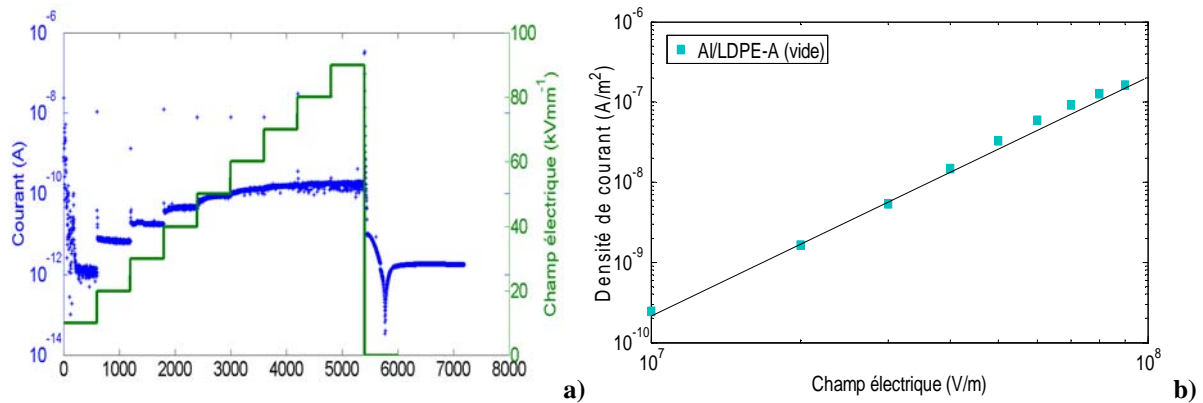 Courant (A)
10^-6
10^-8
10^-10
10^-12
10^-14
0 1000 2000 3000 4000 5000 6000 7000 8000
100
80
60
40
20
0
Champ électrique (kVmm^-1)
a)
Densité de courant (A/m^2)
10^-6
10^-7
10^-8
10^-9
10^-10
Al/LDPE-A (vide)
10^7 10^8
Champ électrique (V/m)
b)